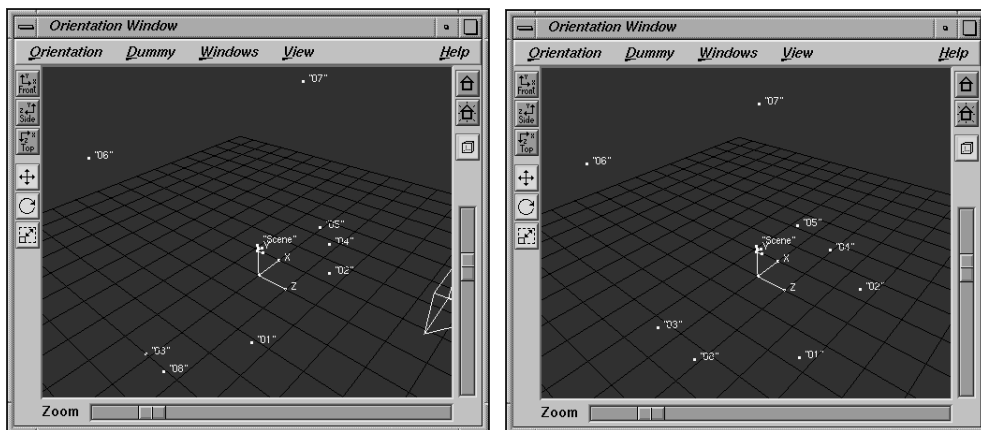 Orientation Window
Orientation Dummy Windows View Help
Y X Front
Z Y Side
X Z Top
"07"
"06"
"05"
"04"
"Scene"
Y
X
"02"
Z
"01"
"03"
"08"
Zoom
Orientation Window
Orientation Dummy Windows View Help
Y X Front
Z Y Side
X Z Top
"07"
"06"
"05"
"Scene"
Y
"04"
X
"02"
Z
"03"
"01"
Zoom